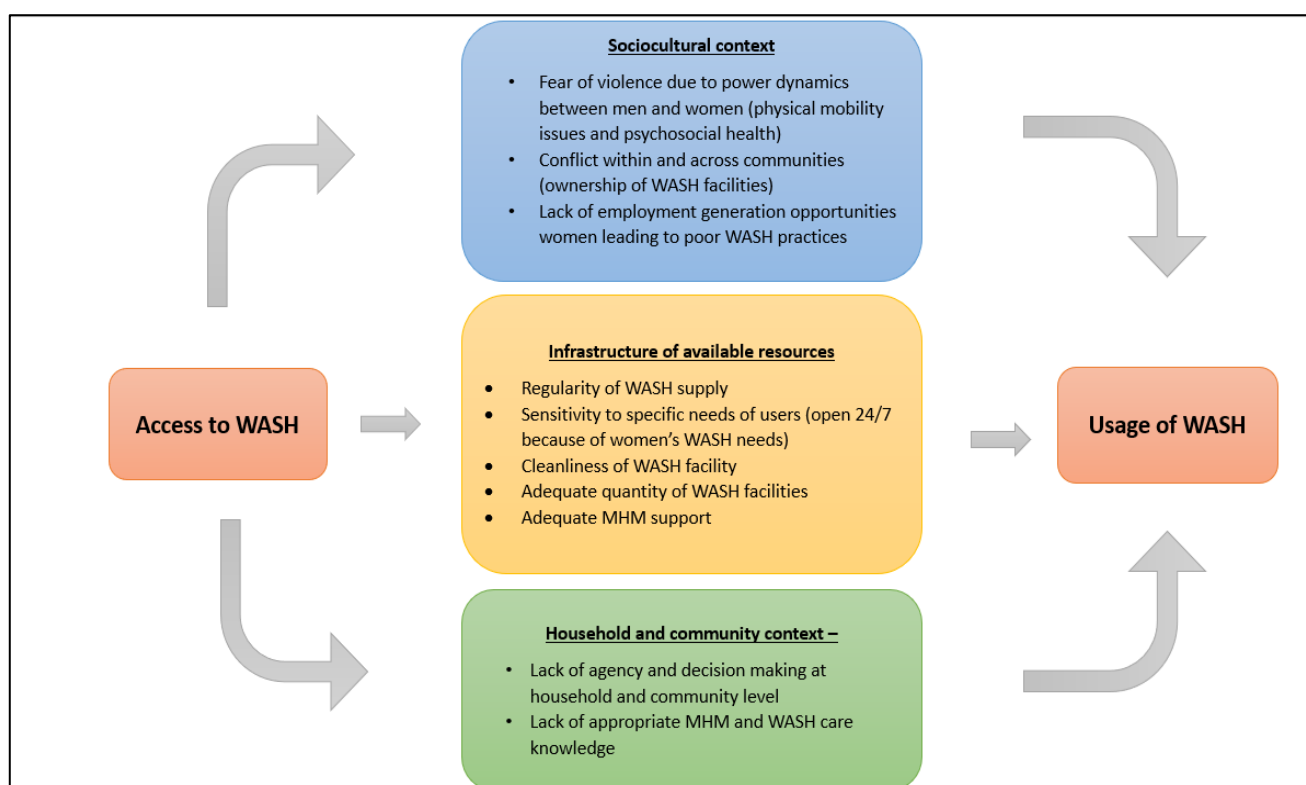 Sociocultural context
• Fear of violence due to power dynamics
between men and women (physical mobility
issues and psychosocial health)
• Conflict within and across communities
(ownership of WASH facilities)
• Lack of employment generation opportunities
women leading to poor WASH practices
Access to WASH
Infrastructure of available resources
• Regularity of WASH supply
• Sensitivity to specific needs of users (open 24/7
because of women’s WASH needs)
• Cleanliness of WASH facility
• Adequate quantity of WASH facilities
• Adequate MHM support
Usage of WASH
Household and community context –
• Lack of agency and decision making at
household and community level
• Lack of appropriate MHM and WASH care
knowledge